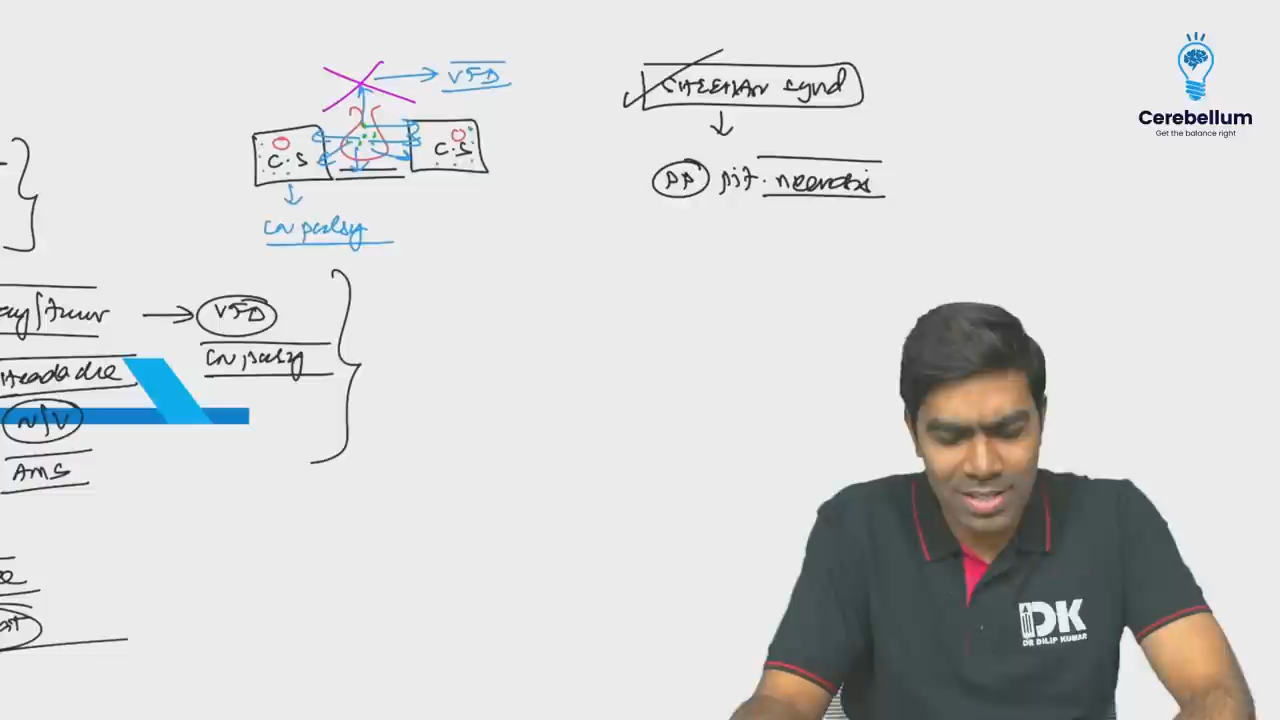 VFD
SHEEHAN synd
Cerebellum
Get the balance right
C.S
C.S
PP pit. necrosis
CN palsy
VFD
CN palsy
Headache
N/V
AMS
DK
DR DILIP KUMAR